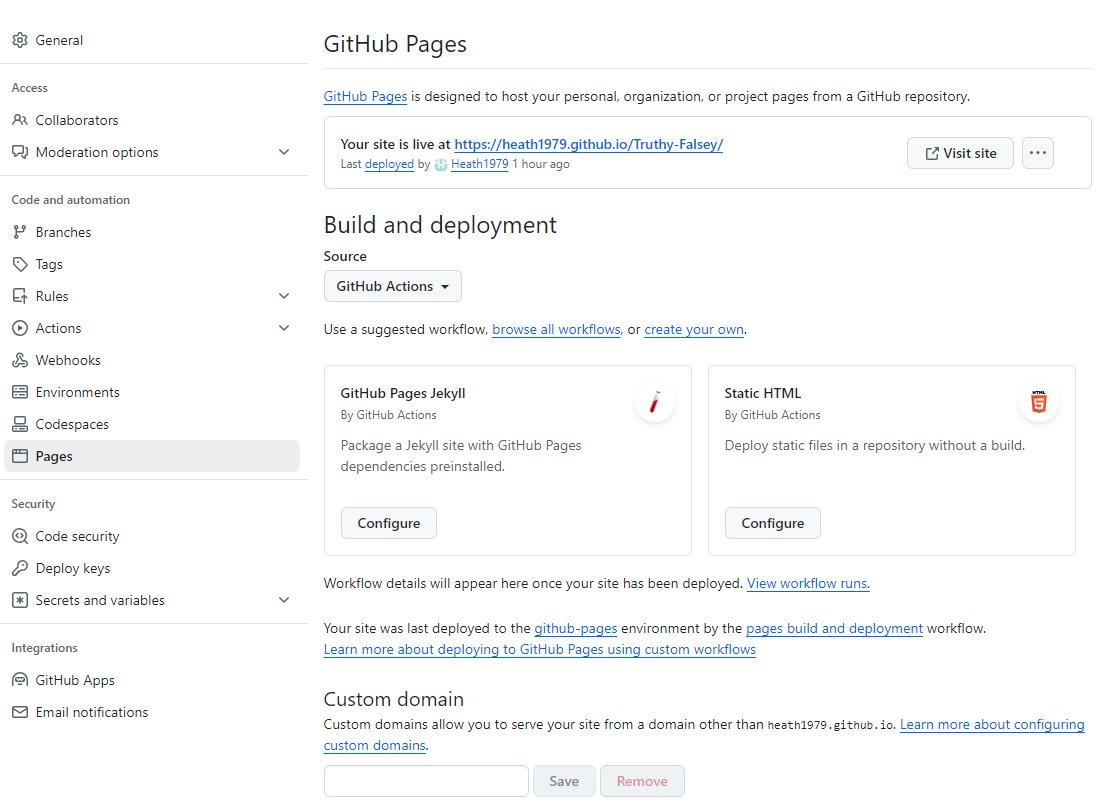 General
Access
Collaborators
Moderation options
Code and automation
Branches
Tags
Rules
Actions
Webhooks
Environments
Codespaces
Pages
Security
Code security
Deploy keys
Secrets and variables
Integrations
GitHub Apps
Email notifications
GitHub Pages
GitHub Pages is designed to host your personal, organization, or project pages from a GitHub repository.
Your site is live at https://heath1979.github.io/Truthy-Falsey/
Last deployed by Heath1979 1 hour ago
Visit site
Build and deployment
Source
GitHub Actions
Use a suggested workflow, browse all workflows, or create your own.
GitHub Pages Jekyll
By GitHub Actions
Package a Jekyll site with GitHub Pages
dependencies preinstalled.
Configure
Static HTML
By GitHub Actions
Deploy static files in a repository without a build.
HTML
5
Configure
Workflow details will appear here once your site has been deployed. View workflow runs.
Your site was last deployed to the github-pages environment by the pages build and deployment workflow.
Learn more about deploying to GitHub Pages using custom workflows
Custom domain
Custom domains allow you to serve your site from a domain other than heath1979.github.io. Learn more about configuring
custom domains.
Save
Remove